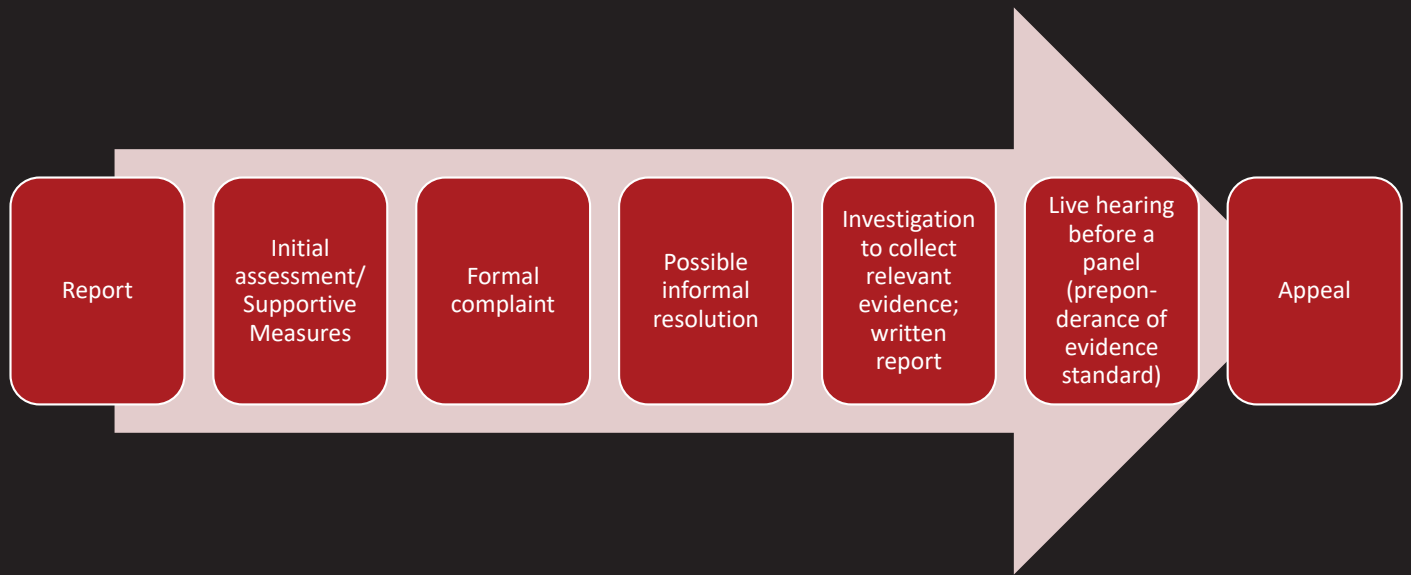 Report
Initial
assessment/
Supportive
Measures
Formal
complaint
Possible
informal
resolution
Investigation
to collect
relevant
evidence;
written
report
Live hearing
before a
panel
(prepon-
derance of
evidence
standard)
Appeal